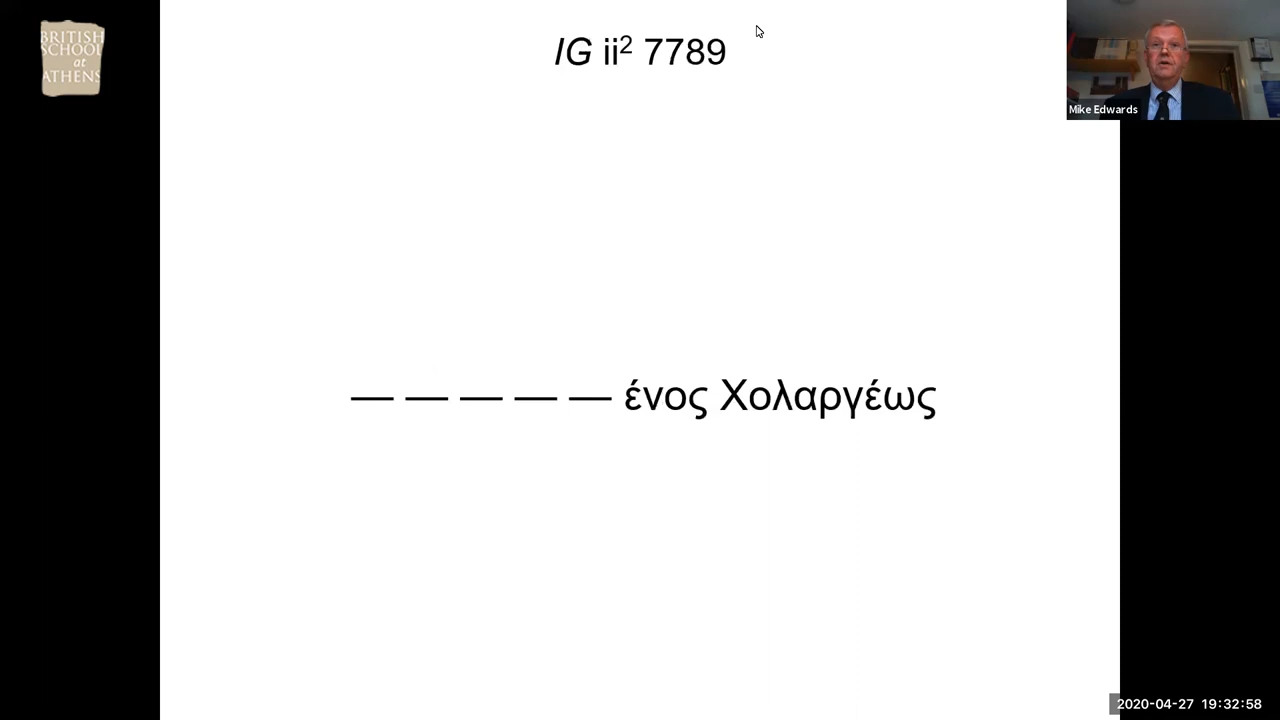 BRITISH
SCHOOL
at
ATHENS
IG ii² 7789
Mike Edwards
— — — — — ένος Χολαργέως
2020-04-27 19:32:58